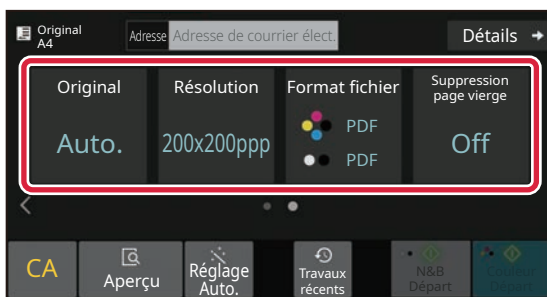 Original
A4
Adresse Adresse de courrier élect.
Détails
Original
Auto.
Résolution
200x200ppp
Format fichier
PDF
PDF
Suppression
page vierge
Off
CA
Aperçu
Réglage
Auto.
Travaux
récents
N&B
Départ
Couleur
Départ